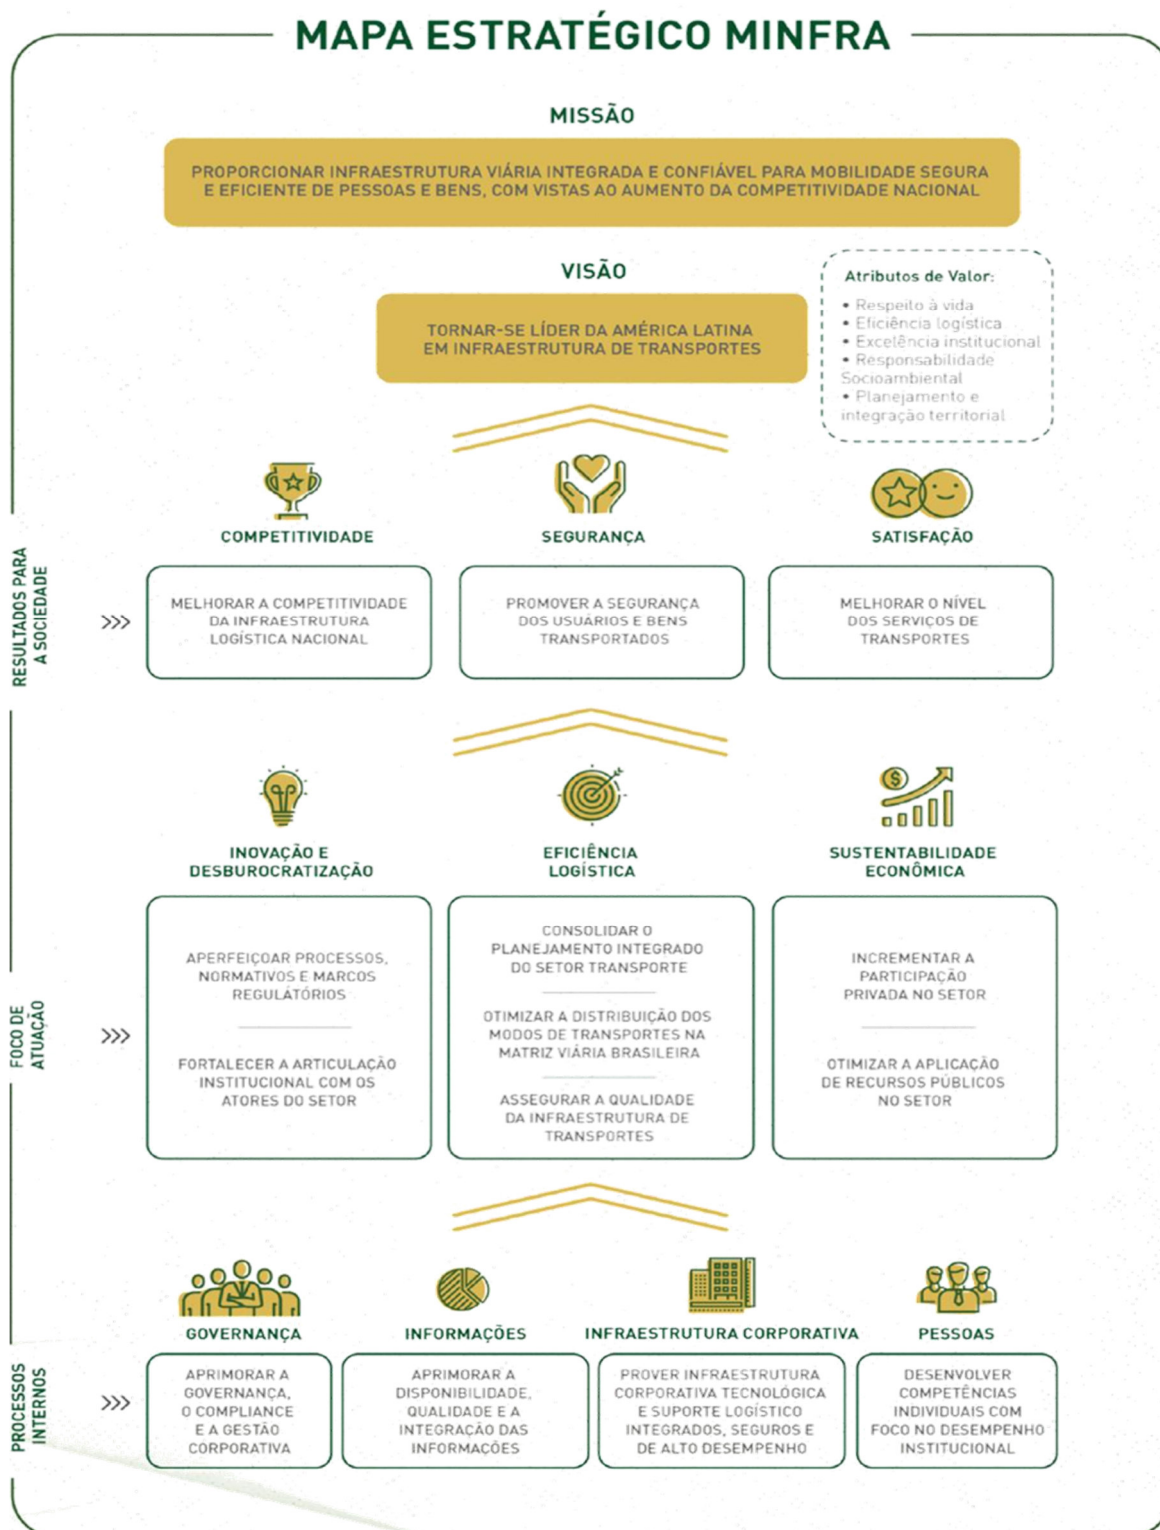 MAPA ESTRATÉGICO MINFRA
MISSÃO
PROPORCIONAR INFRAESTRUTURA VIÁRIA INTEGRADA E CONFIÁVEL PARA MOBILIDADE SEGURA
E EFICIENTE DE PESSOAS E BENS, COM VISTAS AO AUMENTO DA COMPETITIVIDADE NACIONAL
VISÃO
TORNAR-SE LÍDER DA AMÉRICA LATINA
EM INFRAESTRUTURA DE TRANSPORTES
Atributos de Valor:
• Respeito à vida
• Eficiência logística
• Excelência institucional
• Responsabilidade
Socioambiental
• Planejamento e
integração territorial
RESULTADOS PARA
A SOCIEDADE
>>>
COMPETITIVIDADE
MELHORAR A COMPETITIVIDADE
DA INFRAESTRUTURA
LOGÍSTICA NACIONAL
SEGURANÇA
PROMOVER A SEGURANÇA
DOS USUÁRIOS E BENS
TRANSPORTADOS
SATISFAÇÃO
MELHORAR O NÍVEL
DOS SERVIÇOS DE
TRANSPORTES
FOCO DE
ATUAÇÃO
>>>
INOVAÇÃO E
DESBUROCRATIZAÇÃO
APERFEIÇOAR PROCESSOS,
NORMATIVOS E MARCOS
REGULATÓRIOS
FORTALECER A ARTICULAÇÃO
INSTITUCIONAL COM OS
ATORES DO SETOR
EFICIÊNCIA
LOGÍSTICA
CONSOLIDAR O
PLANEJAMENTO INTEGRADO
DO SETOR TRANSPORTE
OTIMIZAR A DISTRIBUIÇÃO DOS
MODOS DE TRANSPORTES NA
MATRIZ VIÁRIA BRASILEIRA
ASSEGURAR A QUALIDADE
DA INFRAESTRUTURA DE
TRANSPORTES
$
SUSTENTABILIDADE
ECONÔMICA
INCREMENTAR A
PARTICIPAÇÃO
PRIVADA NO SETOR
OTIMIZAR A APLICAÇÃO
DE RECURSOS PÚBLICOS
NO SETOR
PROCESSOS
INTERNOS
>>>
GOVERNANÇA
APRIMORAR A
GOVERNANÇA,
O COMPLIANCE
E A GESTÃO
CORPORATIVA
INFORMAÇÕES
APRIMORAR A
DISPONIBILIDADE,
QUALIDADE E A
INTEGRAÇÃO DAS
INFORMAÇÕES
INFRAESTRUTURA CORPORATIVA
PROVER INFRAESTRUTURA
CORPORATIVA TECNOLÓGICA
E SUPORTE LOGÍSTICO
INTEGRADOS, SEGUROS E
DE ALTO DESEMPENHO
PESSOAS
DESENVOLVER
COMPETÊNCIAS
INDIVIDUAIS COM
FOCO NO DESEMPENHO
INSTITUCIONAL